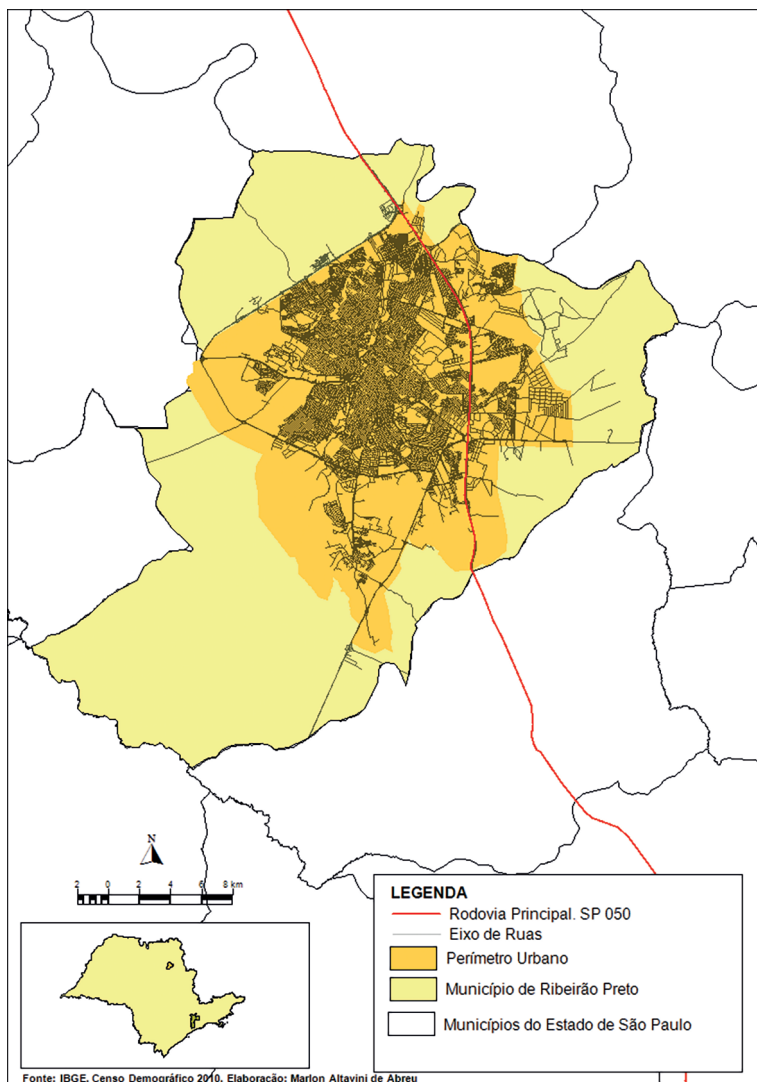 N
2 0 2 4 6 8 km
LEGENDA
Rodovia Principal. SP 050
Eixo de Ruas
Perímetro Urbano
Município de Ribeirão Preto
Municípios do Estado de São Paulo
Fonte: IBGE. Censo Demográfico 2010. Elaboração: Marlon Altavini de Abreu